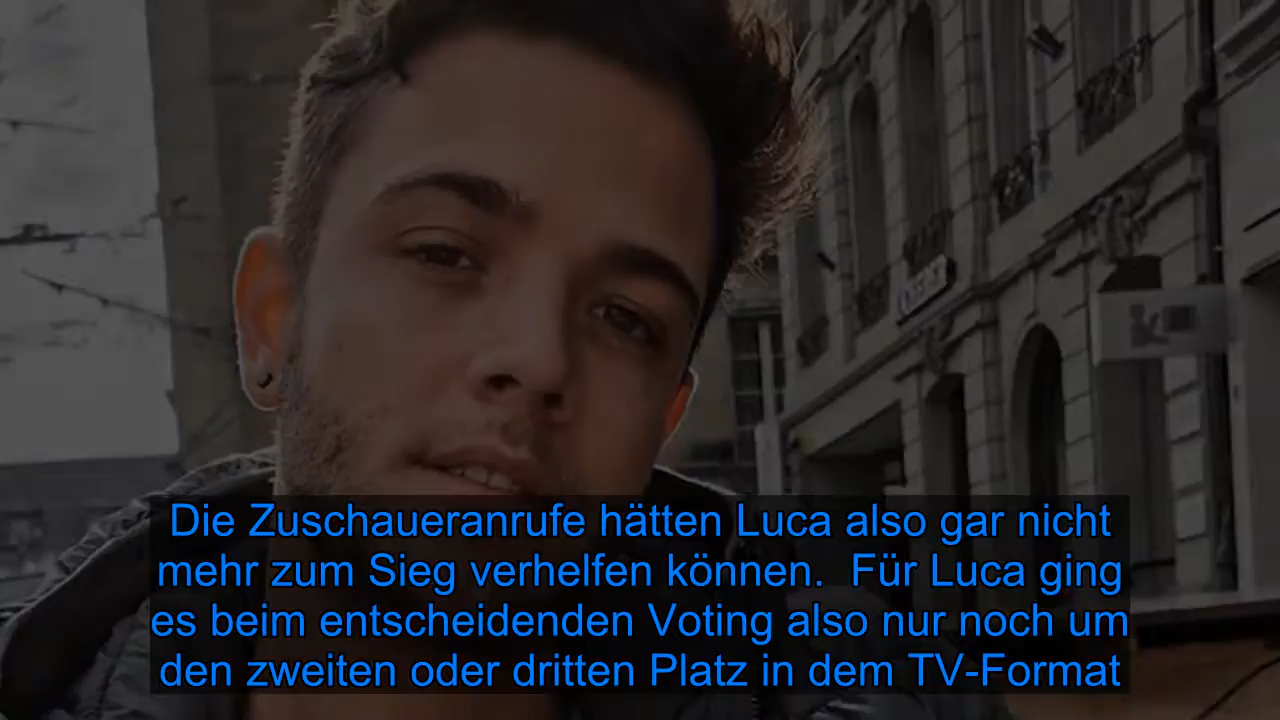 Die Zuschaueranrufe hätten Luca also gar nicht
mehr zum Sieg verhelfen können.  Für Luca ging
es beim entscheidenden Voting also nur noch um
den zweiten oder dritten Platz in dem TV-Format